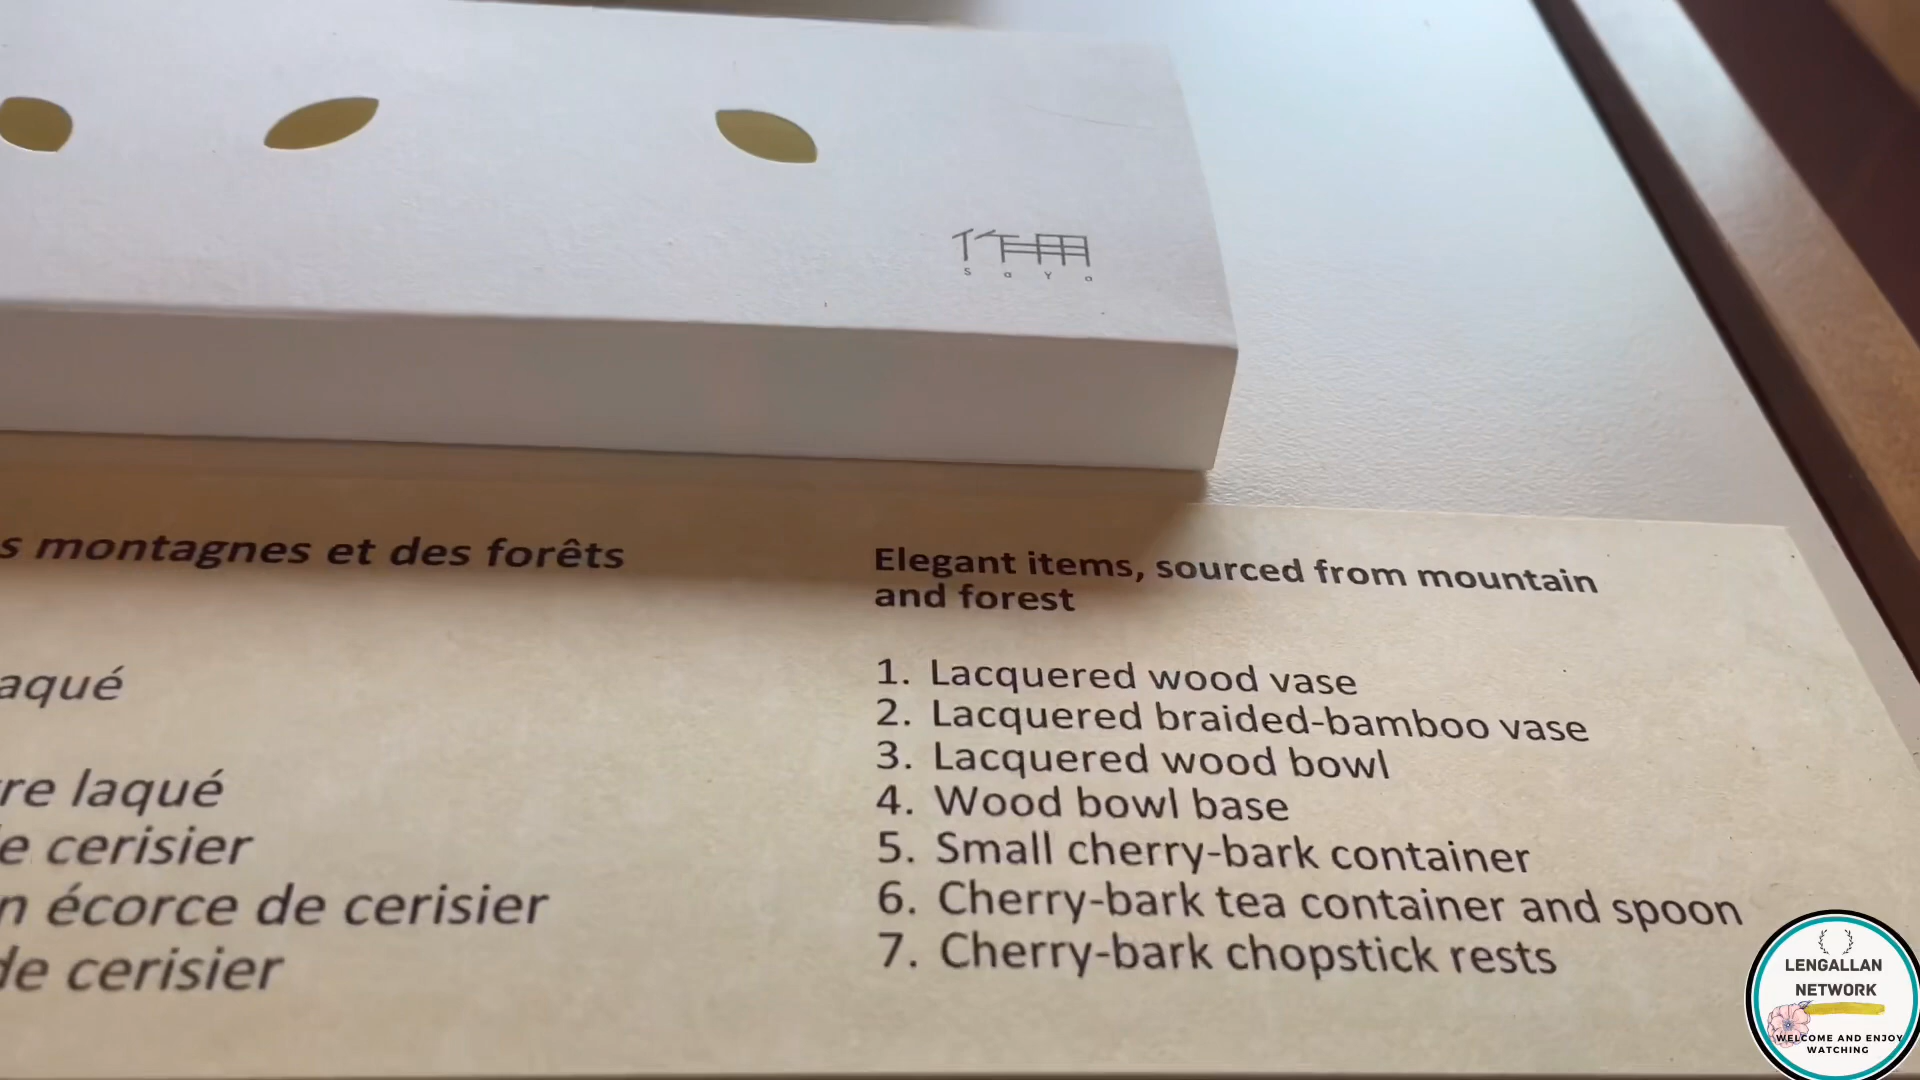 作用
saYa
s montagnes et des forêts
aqué
re laqué
e cerisier
n écorce de cerisier
de cerisier
Elegant items, sourced from mountain
and forest
1. Lacquered wood vase
2. Lacquered braided-bamboo vase
3. Lacquered wood bowl
4. Wood bowl base
5. Small cherry-bark container
6. Cherry-bark tea container and spoon
7. Cherry-bark chopstick rests
LENGALLAN
NETWORK
WELCOME AND ENJOY
WATCHING